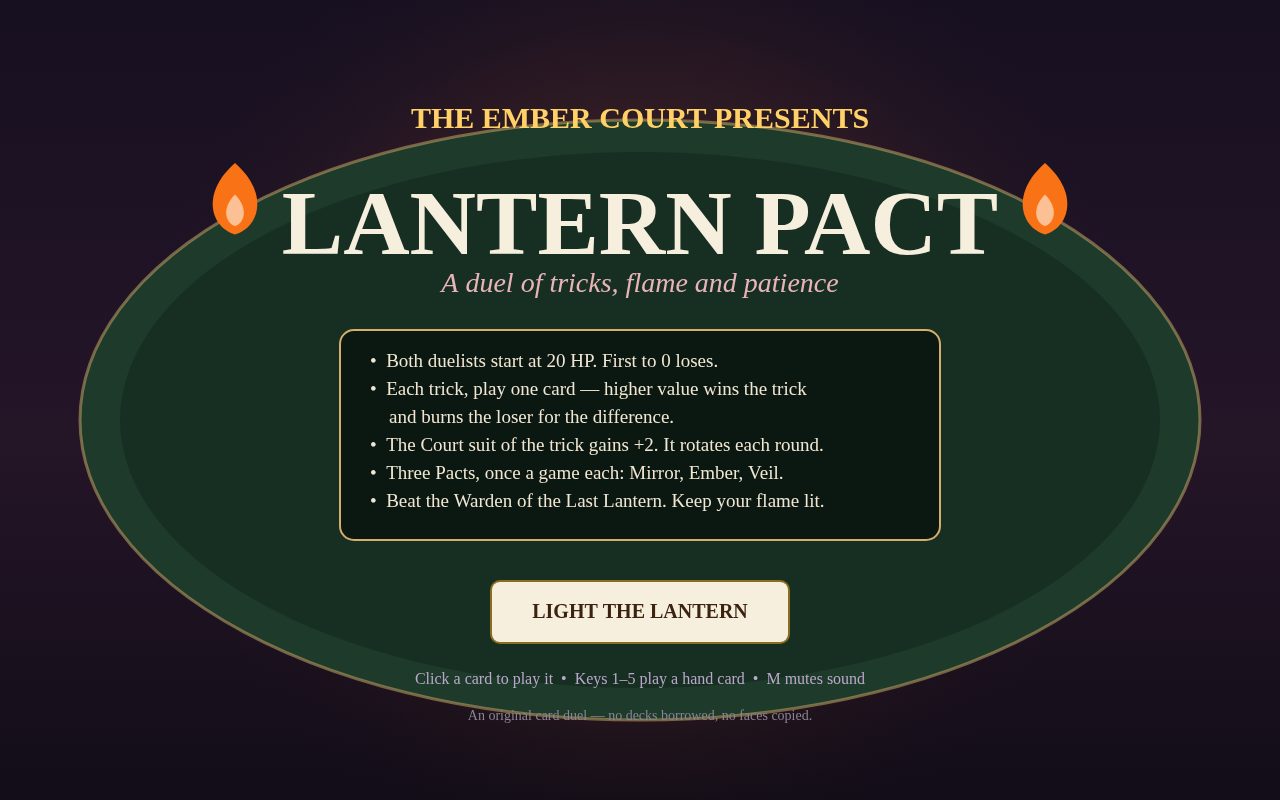 THE EMBER COURT PRESENTS
LANTERN PACT
A duel of tricks, flame and patience
• Both duelists start at 20 HP. First to 0 loses.
• Each trick, play one card — higher value wins the trick
and burns the loser for the difference.
• The Court suit of the trick gains +2. It rotates each round.
• Three Pacts, once a game each: Mirror, Ember, Veil.
• Beat the Warden of the Last Lantern. Keep your flame lit.
LIGHT THE LANTERN
Click a card to play it • Keys 1–5 play a hand card • M mutes sound
An original card duel — no decks borrowed, no faces copied.